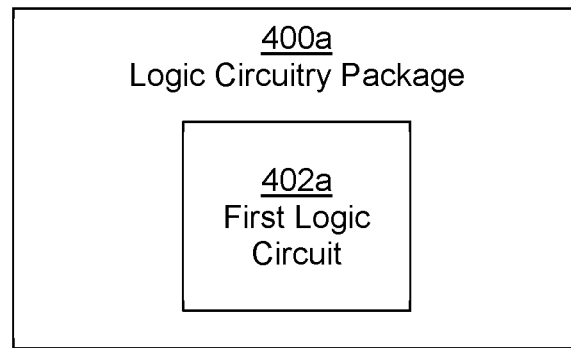 400a
Logic Circuitry Package
402a
First Logic
Circuit